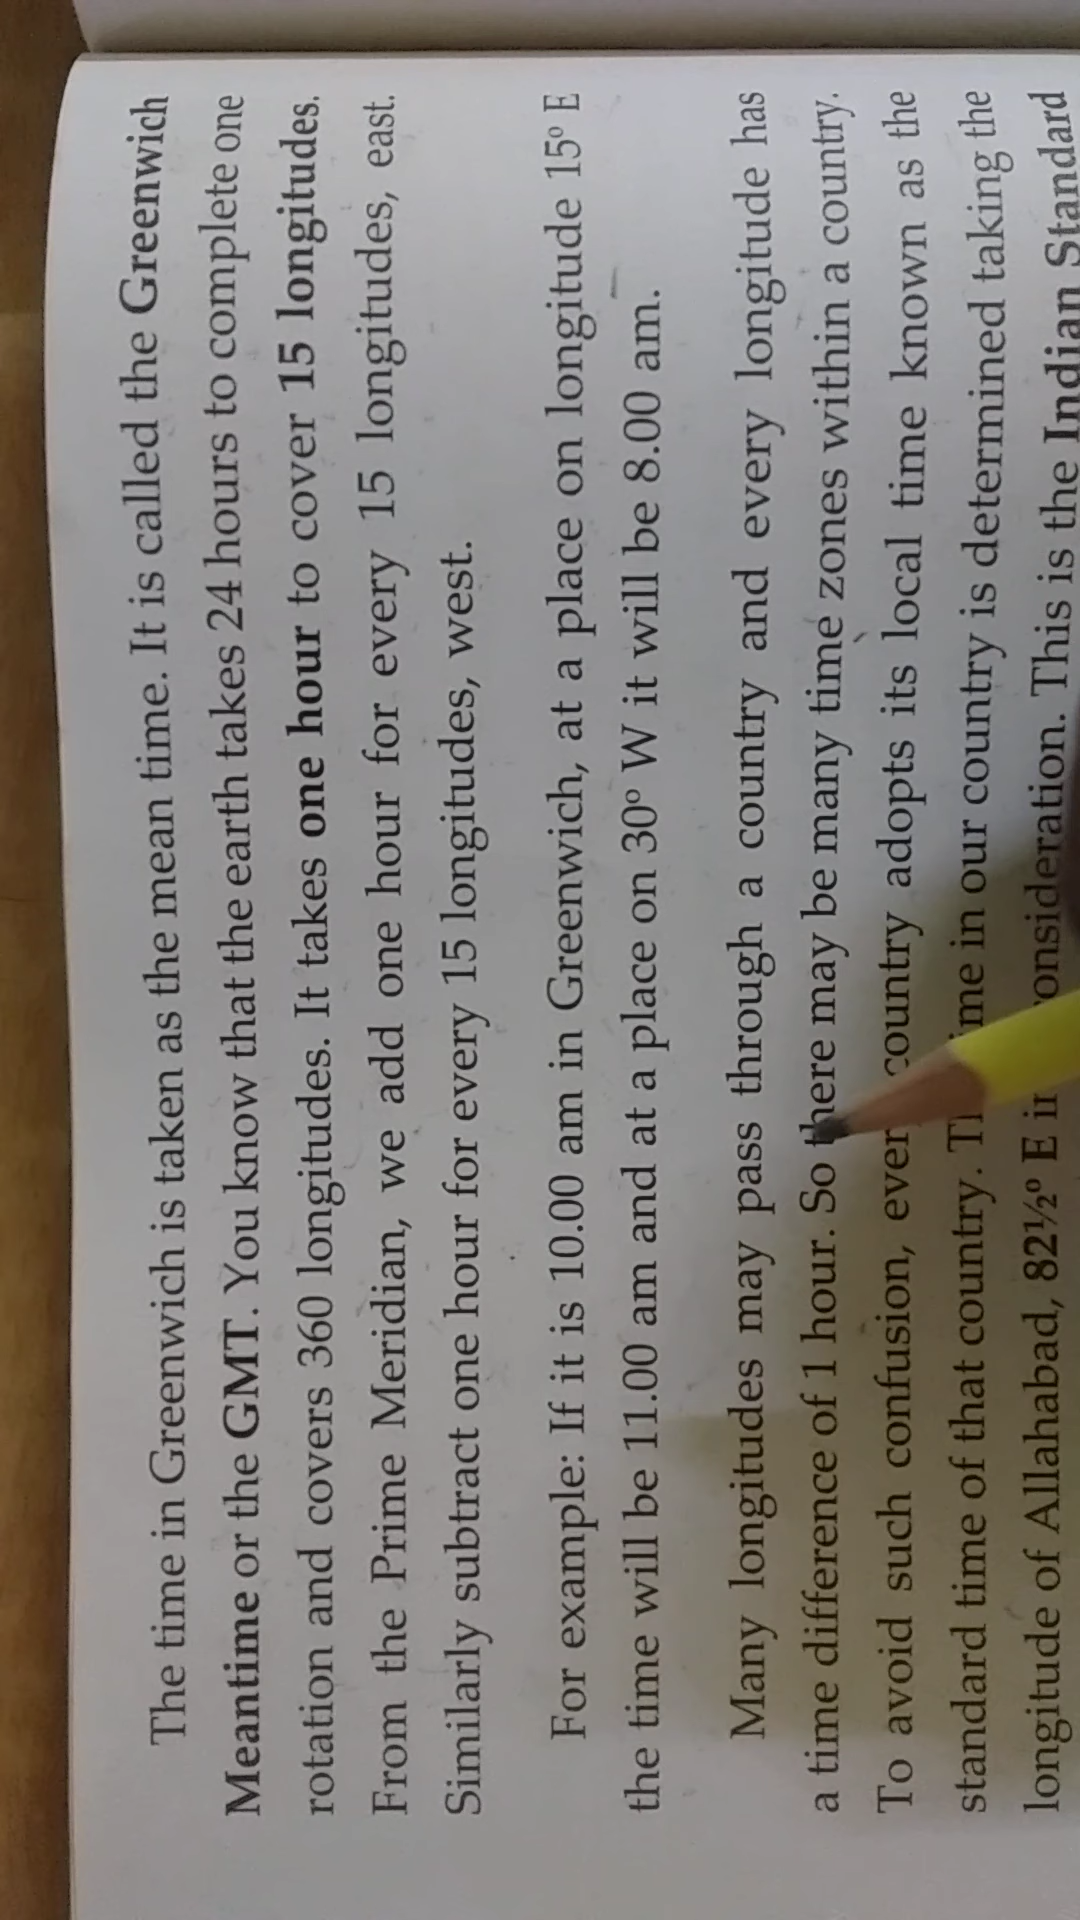 The time in Greenwich is taken as the mean time. It is called the Greenwich
Meantime or the GMT. You know that the earth takes 24 hours to complete one
rotation and covers 360 longitudes. It takes one hour to cover 15 longitudes.
From the Prime Meridian, we add one hour for every 15 longitudes, east.
Similarly subtract one hour for every 15 longitudes, west.
For example: If it is 10.00 am in Greenwich, at a place on longitude 15º E
the time will be 11.00 am and at a place on 30º W it will be 8.00 am.
Many longitudes may pass through a country and every longitude has
a time difference of 1 hour. So there may be many time zones within a country.
To avoid such confusion, every country adopts its local time known as the
standard time of that country. in our country is determined taking the
longitude of Allahabad, 82½º E consideration. This is the Indian Standard